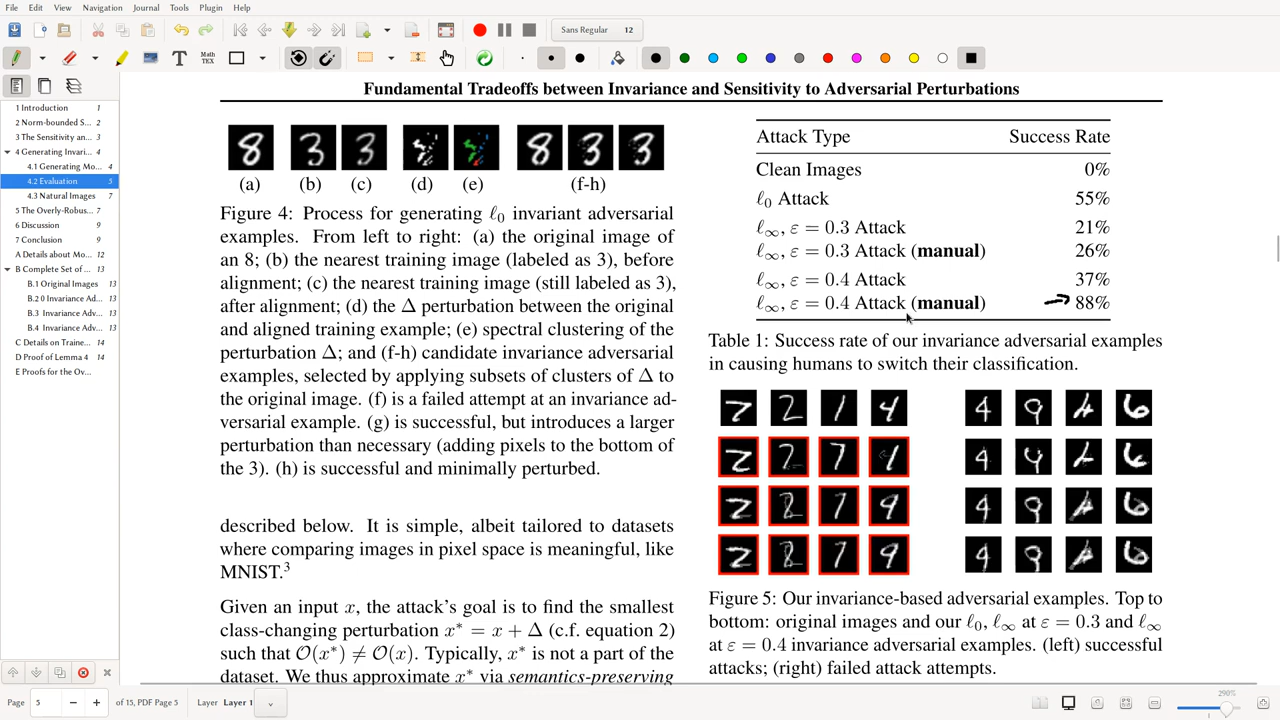 File Edit View Navigation Journal Tools Plugin Help
Sans Regular 12
Math
TEX
1 Introduction 1
2 Norm-bounded S... 2
3 The Sensitivity an... 3
4 Generating Invari... 4
4.1 Generating Mo... 4
4.2 Evaluation 5
4.3 Natural Images 7
5 The Overly-Robus... 7
6 Discussion 9
7 Conclusion 9
A Details about Mo... 12
B Complete Set of ... 13
B.1 Original Images 13
B.2 0 Invariance Ad... 13
B.3 Invariance Adv... 13
B.4 Invariance Adv... 13
C Details on Traine... 14
D Proof of Lemma 4 14
E Proofs for the Ov...
Fundamental Tradeoffs between Invariance and Sensitivity to Adversarial Perturbations
(a) (b) (c) (d) (e) (f-h)
Figure 4: Process for generating ℓ0 invariant adversarial
examples. From left to right: (a) the original image of
an 8; (b) the nearest training image (labeled as 3), before
alignment; (c) the nearest training image (still labeled as 3),
after alignment; (d) the Δ perturbation between the original
and aligned training example; (e) spectral clustering of the
perturbation Δ; and (f-h) candidate invariance adversarial
examples, selected by applying subsets of clusters of Δ to
the original image. (f) is a failed attempt at an invariance ad-
versarial example. (g) is successful, but introduces a larger
perturbation than necessary (adding pixels to the bottom of
the 3). (h) is successful and minimally perturbed.
described below. It is simple, albeit tailored to datasets
where comparing images in pixel space is meaningful, like
MNIST.3
Given an input x, the attack's goal is to find the smallest
class-changing perturbation x* = x + Δ (c.f. equation 2)
such that O(x*) ≠ O(x). Typically, x* is not a part of the
dataset. We thus approximate x* via semantics-preserving
Attack Type Success Rate
Clean Images 0%
ℓ0 Attack 55%
ℓ∞, ε = 0.3 Attack 21%
ℓ∞, ε = 0.3 Attack (manual) 26%
ℓ∞, ε = 0.4 Attack 37%
ℓ∞, ε = 0.4 Attack (manual) 88%
Table 1: Success rate of our invariance adversarial examples
in causing humans to switch their classification.
Figure 5: Our invariance-based adversarial examples. Top to
bottom: original images and our ℓ0, ℓ∞ at ε = 0.3 and ℓ∞
at ε = 0.4 invariance adversarial examples. (left) successful
attacks; (right) failed attack attempts.
Page 5 of 15, PDF Page 5 Layer Layer 1
290%